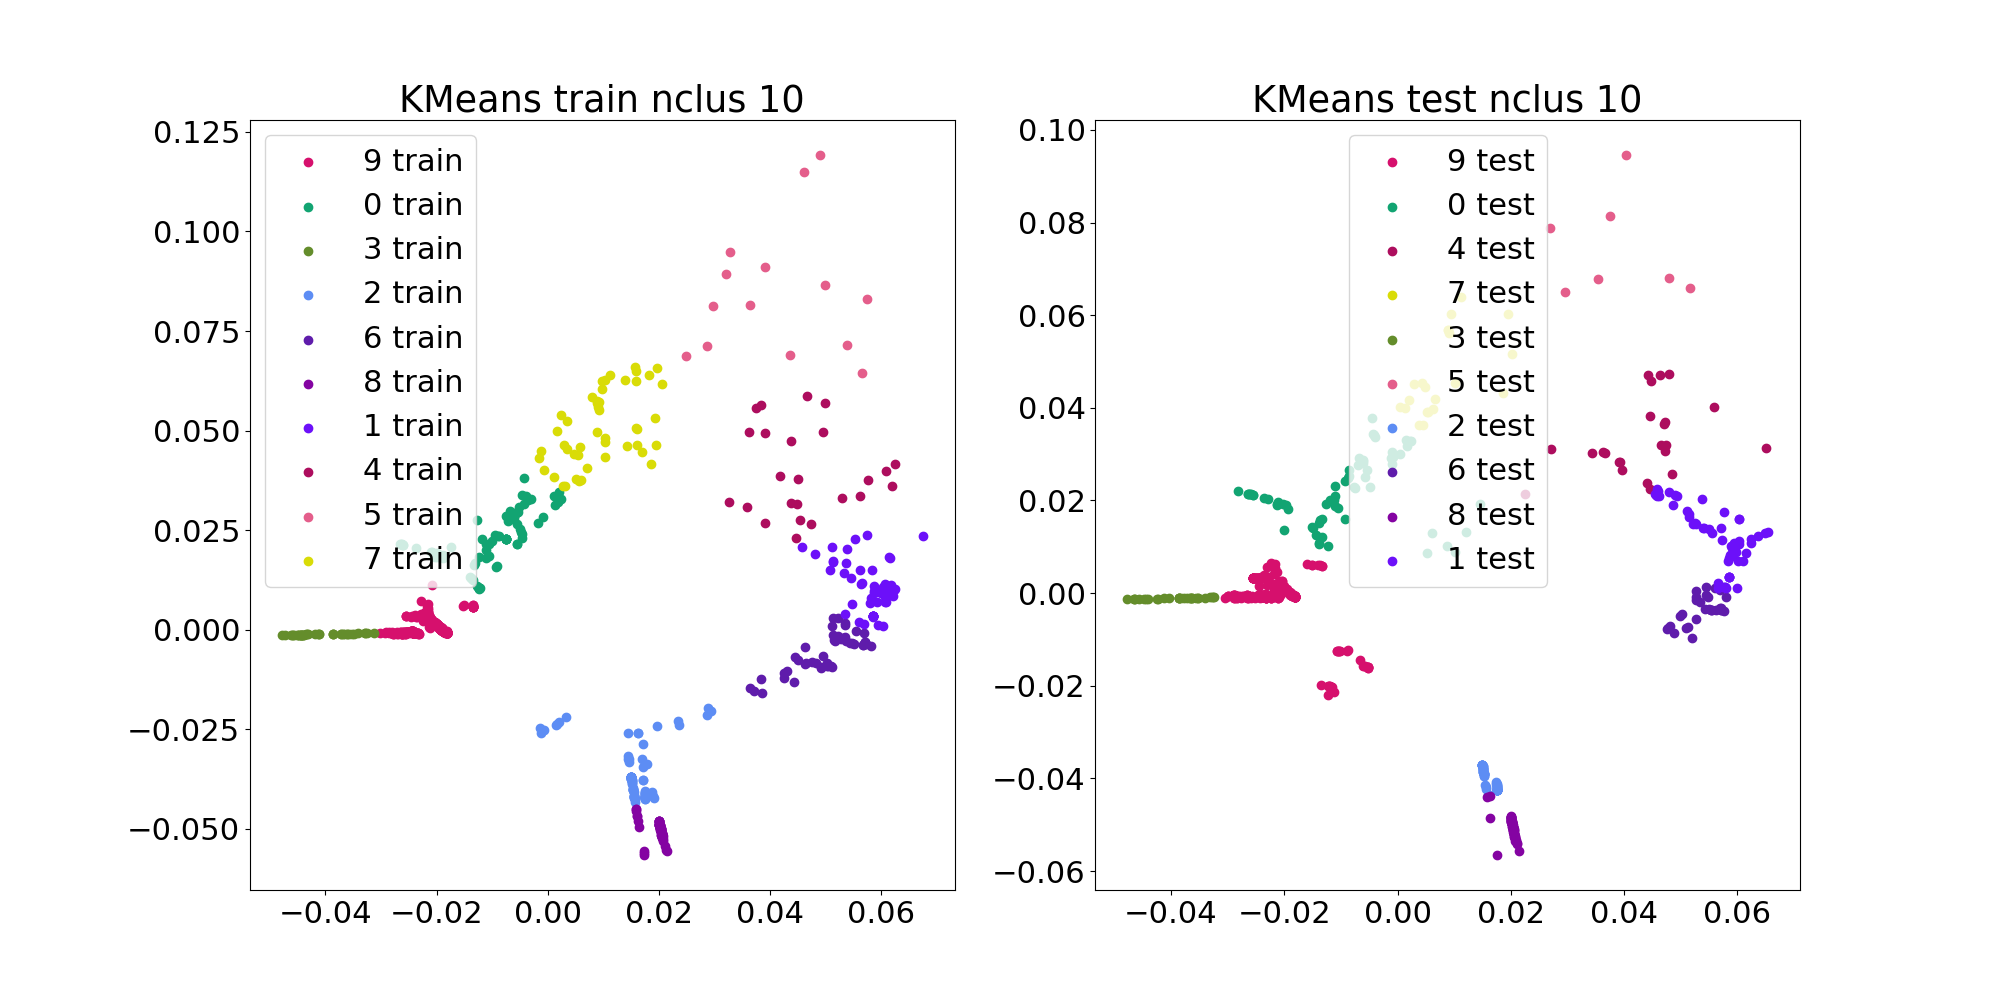 KMeans train nclus 10
0.125
0.100
0.075
0.050
0.025
0.000
−0.025
−0.050
−0.04
−0.02
0.00
0.02
0.04
0.06
9 train
0 train
3 train
2 train
6 train
8 train
1 train
4 train
5 train
7 train
KMeans test nclus 10
0.10
0.08
0.06
0.04
0.02
0.00
−0.02
−0.04
−0.06
−0.04
−0.02
0.00
0.02
0.04
0.06
9 test
0 test
4 test
7 test
3 test
5 test
2 test
6 test
8 test
1 test